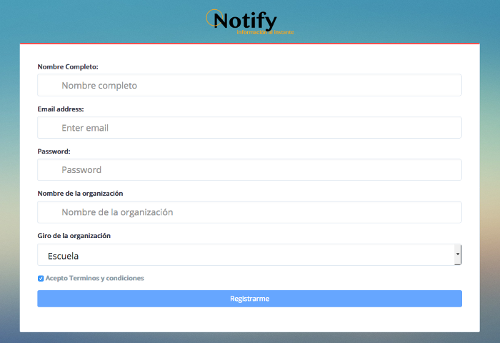 Notify
Nombre Completo:
Nombre completo
Email address:
Enter email
Password:
Password
Nombre de la organización
Nombre de la organización
Giro de la organización
Escuela
Acepto Terminos y condiciones
Registrarme